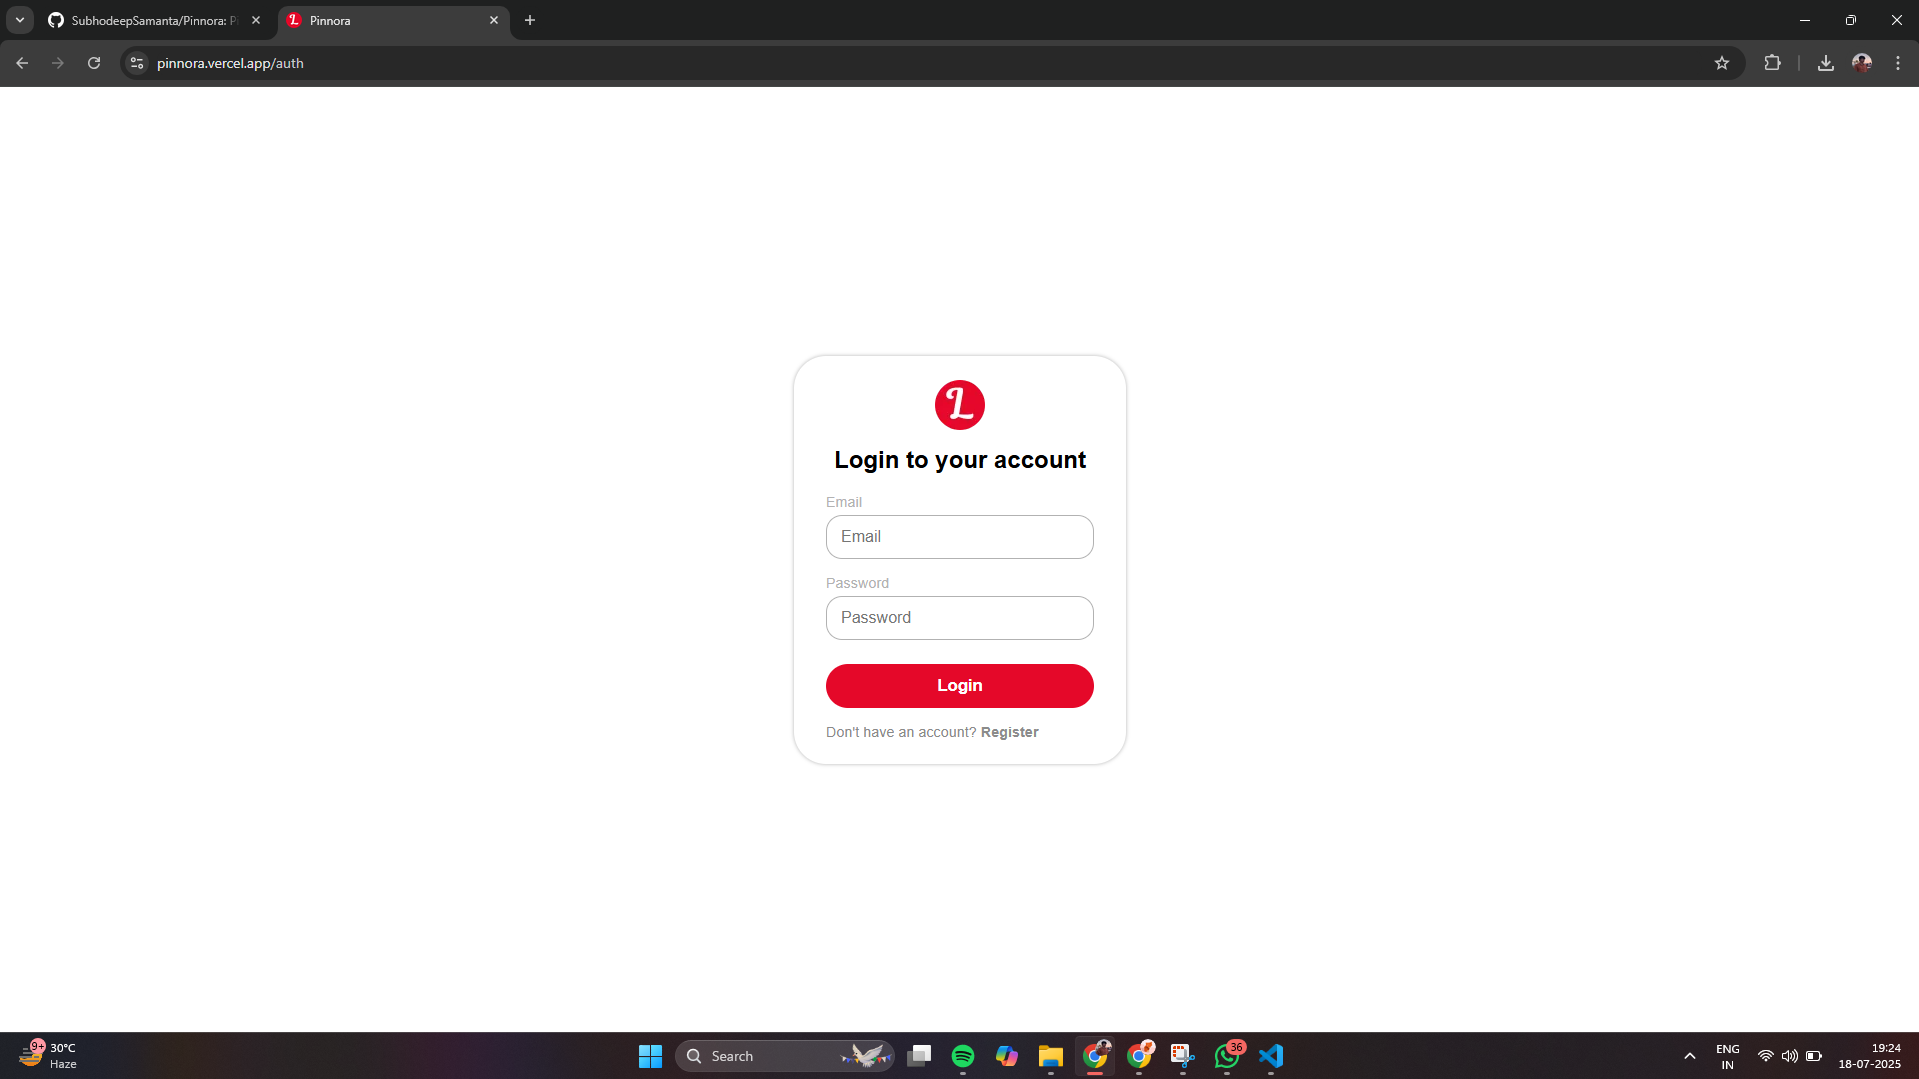 SubhodeepSamanta/Pinnora:
Pinnora
pinnora.vercel.app/auth
L
Login to your account
Email
Email
Password
Password
Login
Don't have an account? Register
9+
30°C
Haze
Search
36
ENG
IN
19:24
18-07-2025